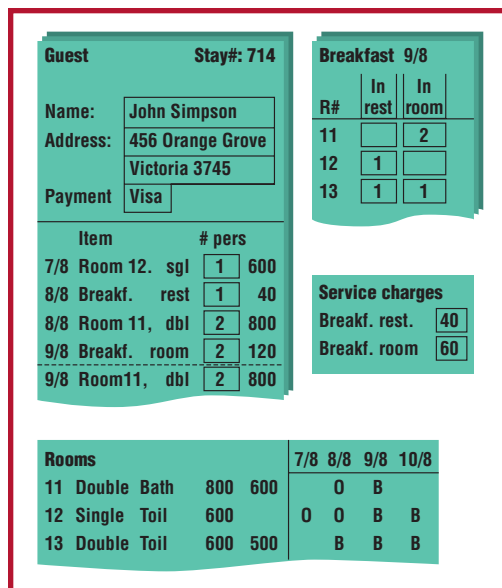 Guest Stay#: 714
Name: John Simpson
Address: 456 Orange Grove
Victoria 3745
Payment Visa
Item # pers
7/8 Room 12. sgl 1 600
8/8 Breakf. rest 1 40
8/8 Room 11, dbl 2 800
9/8 Breakf. room 2 120
9/8 Room11, dbl 2 800
Breakfast 9/8
In In
R# rest room
11 2
12 1
13 1 1
Service charges
Breakf. rest. 40
Breakf. room 60
Rooms 7/8 8/8 9/8 10/8
11 Double Bath 800 600 O B
12 Single Toil 600 O O B B
13 Double Toil 600 500 B B B